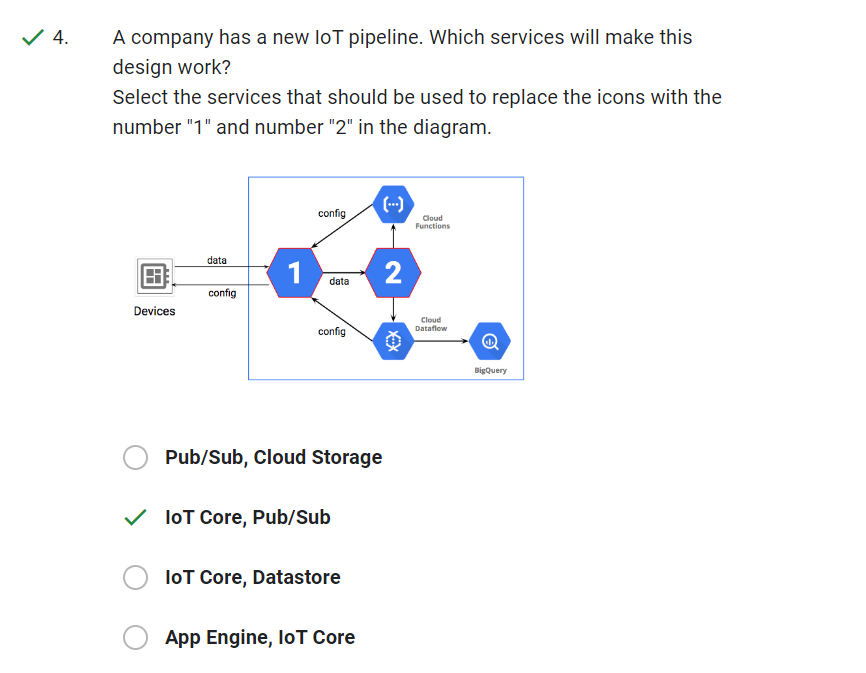 4.
A company has a new IoT pipeline. Which services will make this
design work?
Select the services that should be used to replace the icons with the
number "1" and number "2" in the diagram.
config
Cloud
Functions
data
1
data
2
config
Devices
config
Cloud
Dataflow
BigQuery
Pub/Sub, Cloud Storage
IoT Core, Pub/Sub
IoT Core, Datastore
App Engine, IoT Core